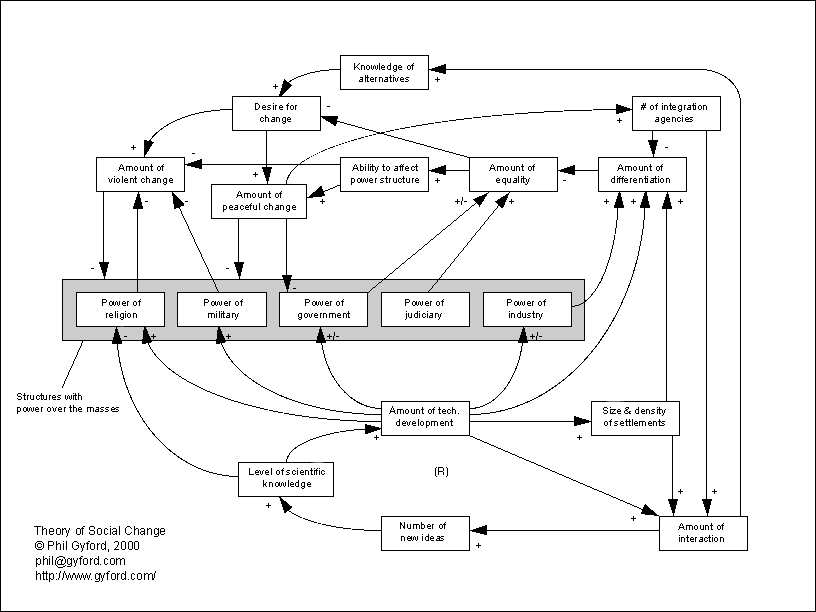 Knowledge of
alternatives
+
+
Desire for
change
-
# of integration
agencies
+
+
-
-
Amount of
violent change
+
Ability to affect
power structure
Amount of
equality
Amount of
differentiation
+
-
Amount of
peaceful change
+
-
-
+/-
+
+
+
+
-
-
-
Power of
religion
Power of
military
Power of
government
Power of
judiciary
Power of
industry
-
+
+
+/-
+/-
Structures with
power over the masses
Amount of tech.
development
Size & density
of settlements
+
+
Level of scientific
knowledge
(R)
+
+
+
+
Number of
new ideas
+
Amount of
interaction
Theory of Social Change
© Phil Gyford, 2000
phil@gyford.com
http://www.gyford.com/